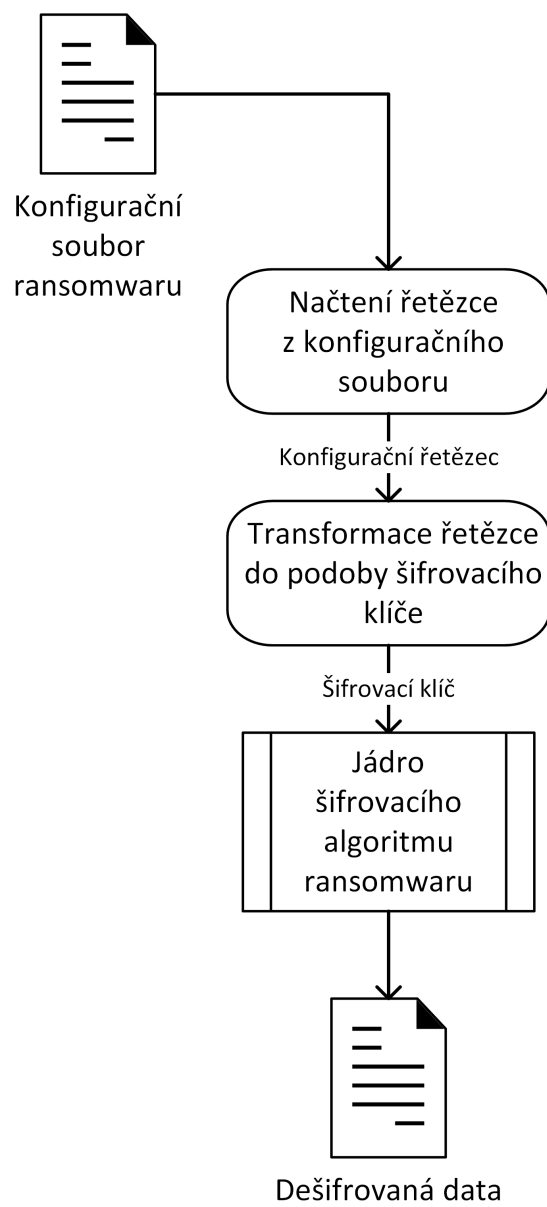 Konfigurační
soubor
ransomwaru
Načtení řetězce
z konfiguračního
souboru
Konfigurační řetězec
Transformace řetězce
do podoby šifrovacího
klíče
Šifrovací klíč
Jádro
šifrovacího
algoritmu
ransomwaru
Dešifrovaná data